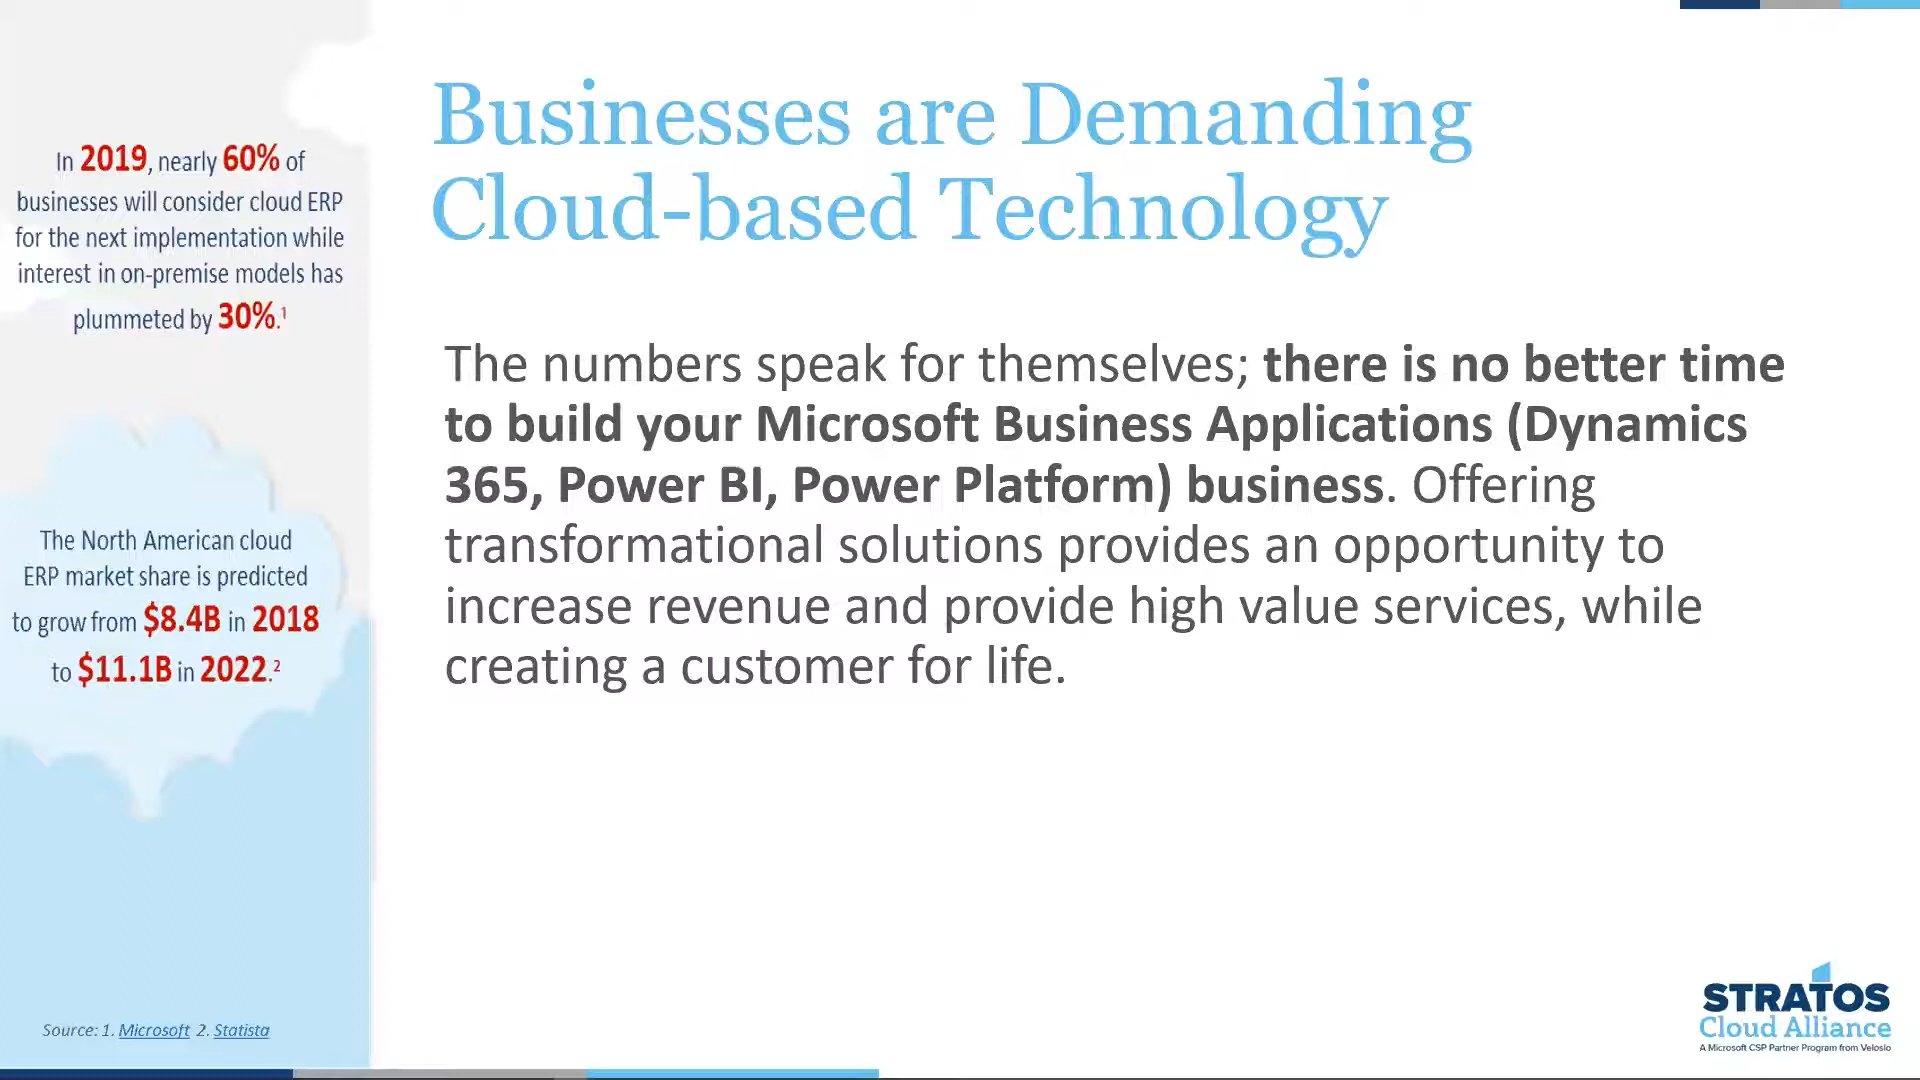 Businesses are Demanding
Cloud-based Technology
In 2019, nearly 60% of
businesses will consider cloud ERP
for the next implementation while
interest in on-premise models has
plummeted by 30%.¹
The North American cloud
ERP market share is predicted
to grow from $8.4B in 2018
to $11.1B in 2022.²
Source: 1. Microsoft 2. Statista
The numbers speak for themselves; there is no better time
to build your Microsoft Business Applications (Dynamics
365, Power BI, Power Platform) business. Offering
transformational solutions provides an opportunity to
increase revenue and provide high value services, while
creating a customer for life.
STRATOS
Cloud Alliance
A Microsoft CSP Partner Program from Velosio